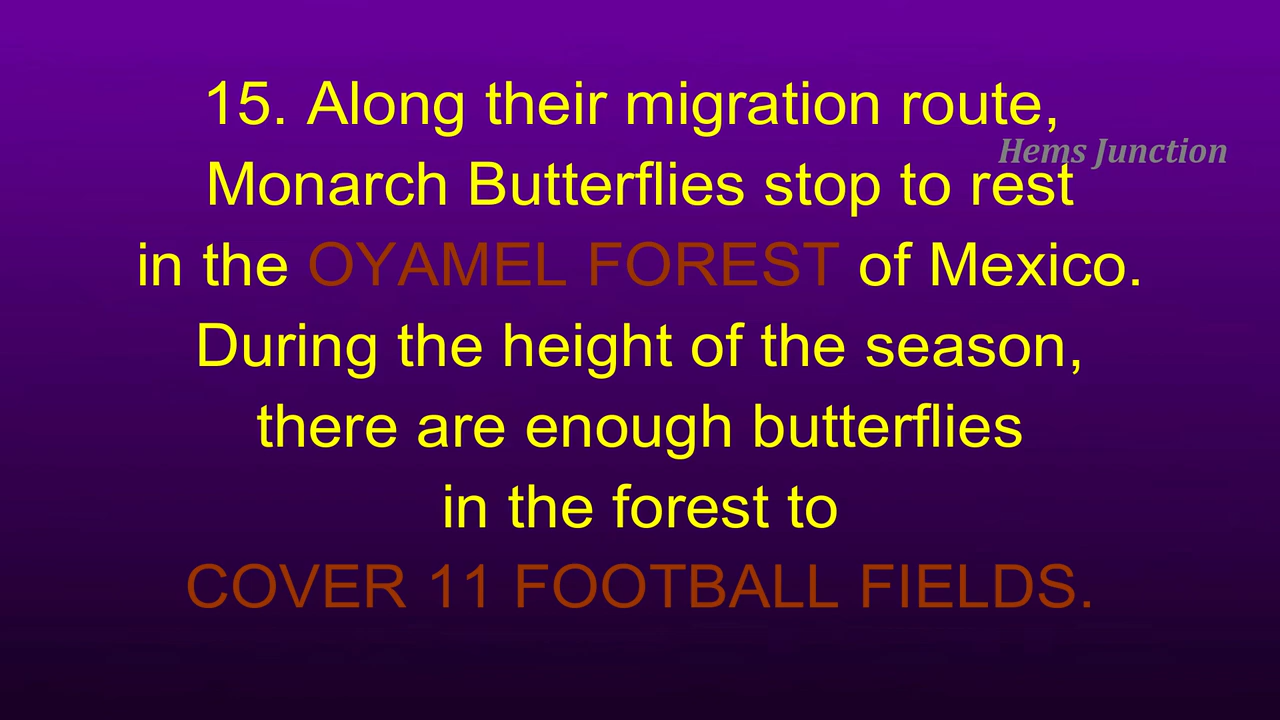 15. Along their migration route,
Hems Junction
Monarch Butterflies stop to rest
in the OYAMEL FOREST of Mexico.
During the height of the season,
there are enough butterflies
in the forest to
COVER 11 FOOTBALL FIELDS.